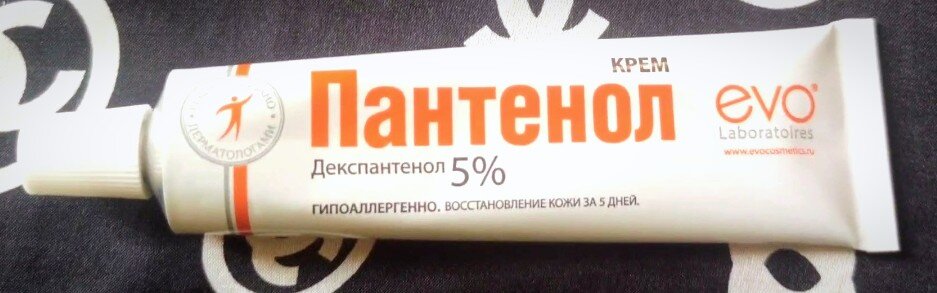 КРЕМ
Пантенол
evo
Laboratoires
www.evocosmetics.ru
Декспантенол 5%
ГИПОАЛЛЕРГЕННО. ВОССТАНОВЛЕНИЕ КОЖИ ЗА 5 ДНЕЙ.
ДЕРМАТОЛОГАМИ